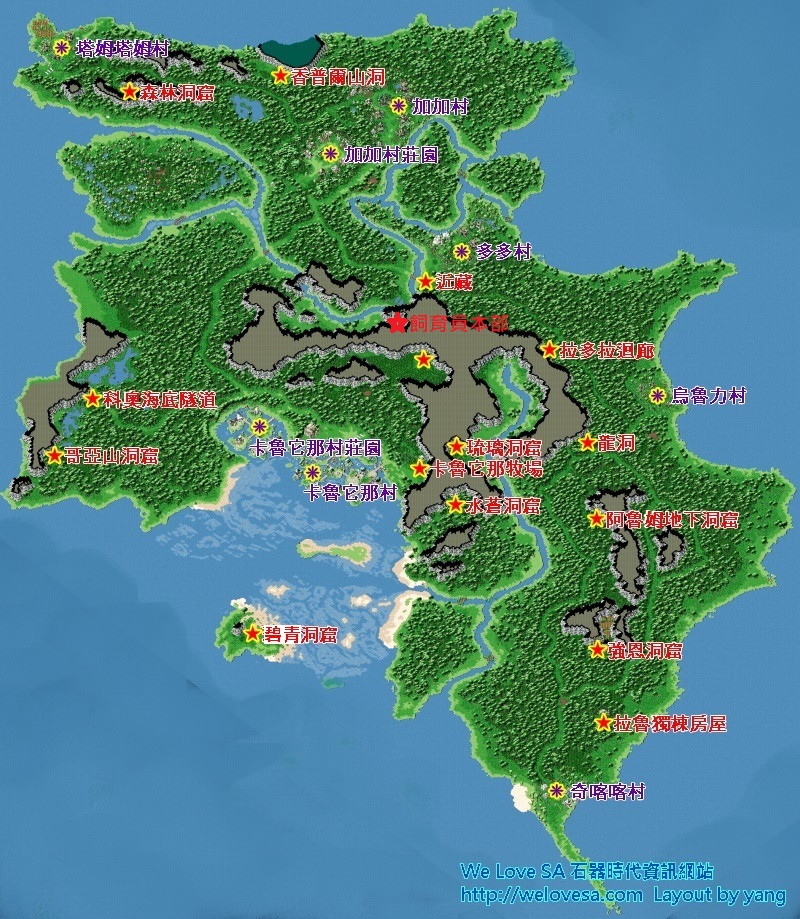 塔姆塔姆村
香普爾山洞
森林洞窟
加加村
加加村莊園
多多村
近藏
飼育員本部
拉多拉迴廊
科奧海底隧道
烏魯力村
卡魯它那村莊園
龍洞
琉璃洞窟
哥亞山洞窟
卡魯它那牧場
卡魯它那村
水蒼洞窟
阿魯姆地下洞窟
碧青洞窟
強恩洞窟
拉魯獨棟房屋
奇喀喀村
We Love SA 石器時代資訊網站
http://welovesa.com Layout by yang